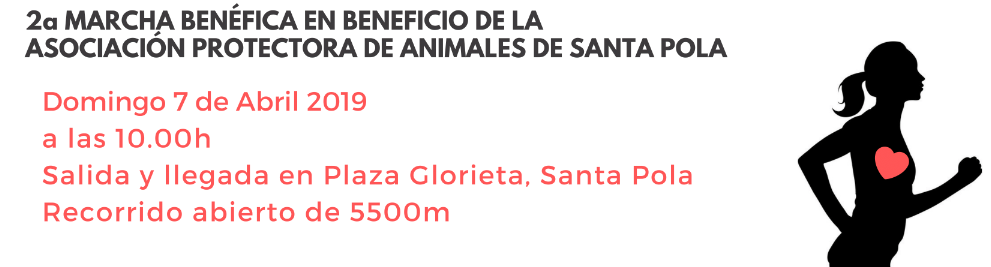 2a MARCHA BENÉFICA EN BENEFICIO DE LA
ASOCIACIÓN PROTECTORA DE ANIMALES DE SANTA POLA
Domingo 7 de Abril 2019
a las 10.00h
Salida y llegada en Plaza Glorieta, Santa Pola
Recorrido abierto de 5500m